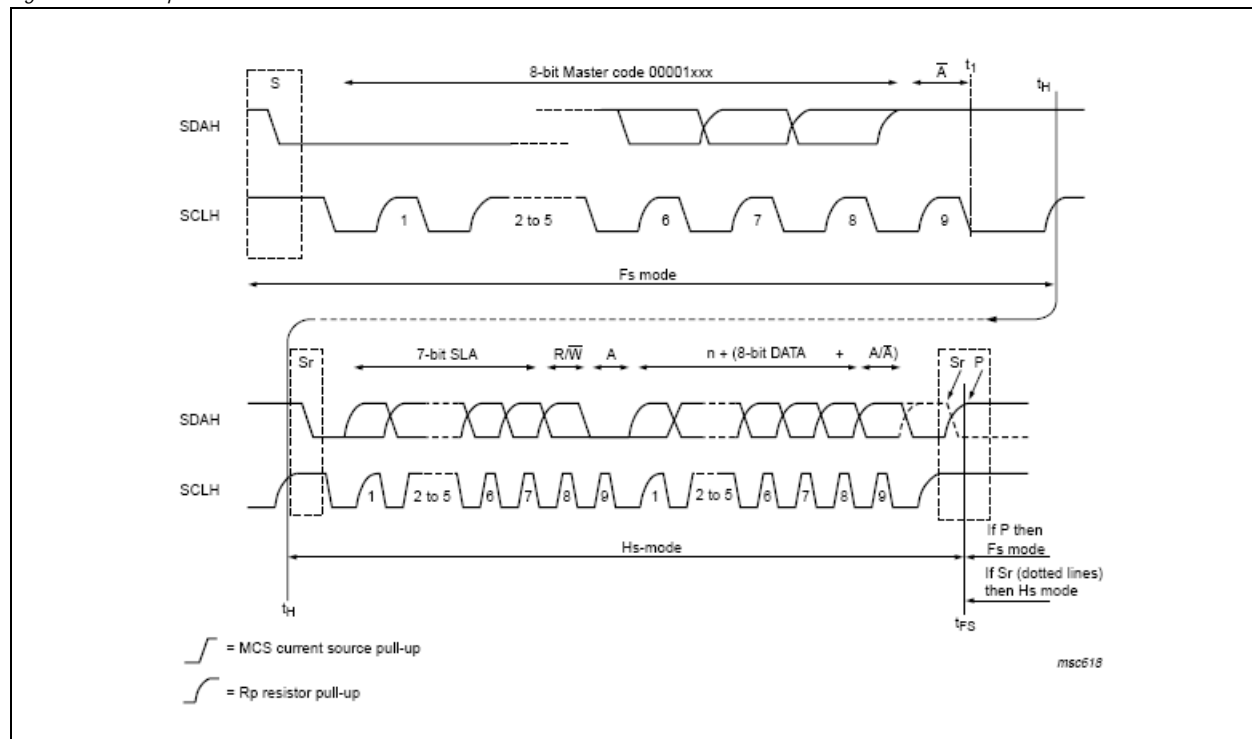 8-bit Master code 00001xxx
A̅
t1
S
tH
SDAH
SCLH
1
2 to 5
6
7
8
9
Fs mode
7-bit SLA
R/W̅
A
n + (8-bit DATA + A/A̅)
Sr
Sr P
SDAH
SCLH
1
2 to 5
6
7
8
9
1
2 to 5
6
7
8
9
If P then
Fs mode
Hs-mode
If Sr (dotted lines)
then Hs mode
tH
tFS
= MCS current source pull-up
msc618
= Rp resistor pull-up